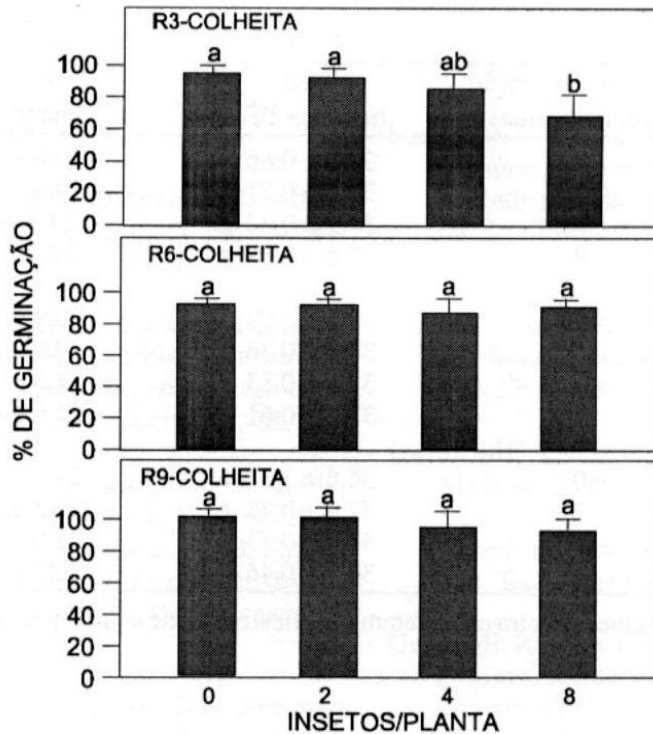 R3-COLHEITA
a a ab b
100
80
60
40
20
0
R6-COLHEITA
a a a a
100
80
60
40
20
0
% DE GERMINAÇÃO
R9-COLHEITA
a a a a
100
80
60
40
20
0
0 2 4 8
INSETOS/PLANTA